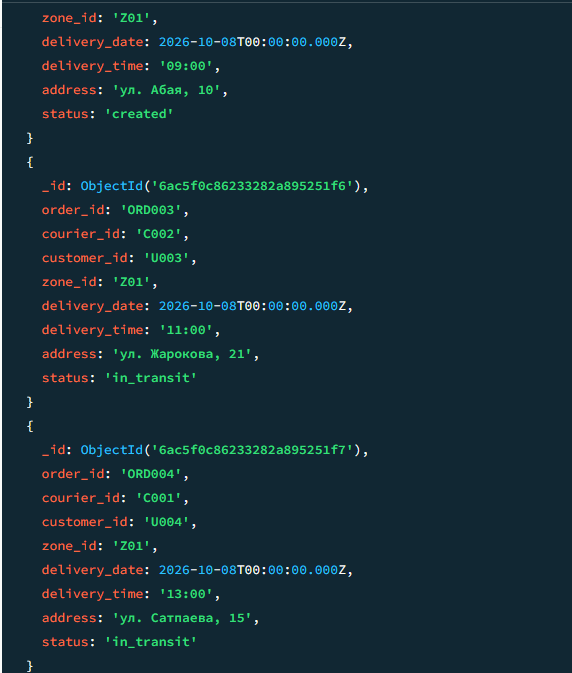 zone_id: 'Z01',
delivery_date: 2026-10-08T00:00:00.000Z,
delivery_time: '09:00',
address: 'ул. Абая, 10',
status: 'created'
}
{
_id: ObjectId('6ac5f0c86233282a895251f6'),
order_id: 'ORD003',
courier_id: 'C002',
customer_id: 'U003',
zone_id: 'Z01',
delivery_date: 2026-10-08T00:00:00.000Z,
delivery_time: '11:00',
address: 'ул. Жарокова, 21',
status: 'in_transit'
}
{
_id: ObjectId('6ac5f0c86233282a895251f7'),
order_id: 'ORD004',
courier_id: 'C001',
customer_id: 'U004',
zone_id: 'Z01',
delivery_date: 2026-10-08T00:00:00.000Z,
delivery_time: '13:00',
address: 'ул. Сатпаева, 15',
status: 'in_transit'
}